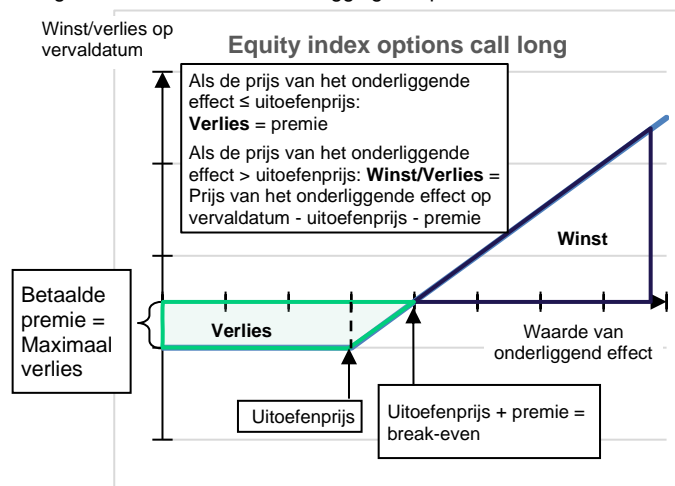 Winst/verlies op
vervaldatum
Equity index options call long
Als de prijs van het onderliggende
effect ≤ uitoefenprijs:
Verlies = premie
Als de prijs van het onderliggende
effect > uitoefenprijs: Winst/Verlies =
Prijs van het onderliggende effect op
vervaldatum - uitoefenprijs - premie
Winst
Betaalde
premie =
Maximaal
verlies
Verlies
Waarde van
onderliggend effect
Uitoefenprijs
Uitoefenprijs + premie =
break-even